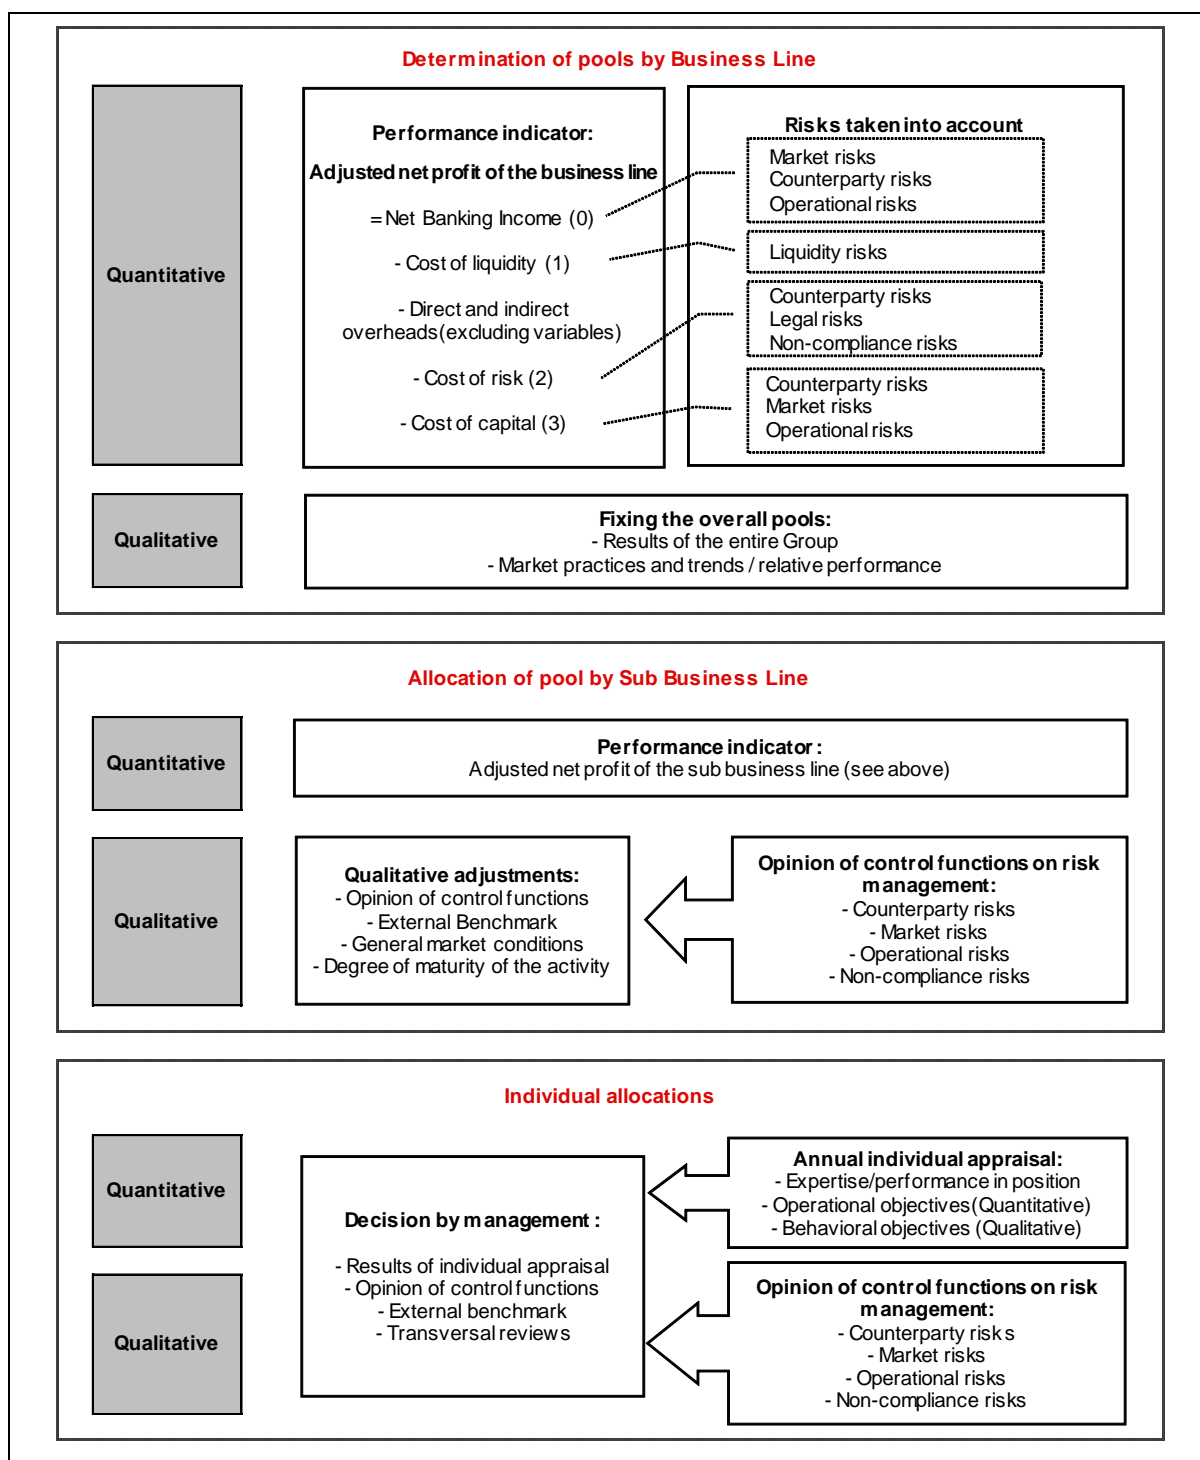 Determination of pools by Business Line
Quantitative
Performance indicator:
Adjusted net profit of the business line
= Net Banking Income (0)
- Cost of liquidity (1)
- Direct and indirect
overheads(excluding variables)
- Cost of risk (2)
- Cost of capital (3)
Risks taken into account
Market risks
Counterparty risks
Operational risks
Liquidity risks
Counterparty risks
Legal risks
Non-compliance risks
Counterparty risks
Market risks
Operational risks
Qualitative
Fixing the overall pools:
- Results of the entire Group
- Market practices and trends / relative performance
Allocation of pool by Sub Business Line
Quantitative
Performance indicator :
Adjusted net profit of the sub business line (see above)
Qualitative
Qualitative adjustments:
- Opinion of control functions
- External Benchmark
- General market conditions
- Degree of maturity of the activity
Opinion of control functions on risk
management:
- Counterparty risks
- Market risks
- Operational risks
- Non-compliance risks
Individual allocations
Quantitative
Qualitative
Decision by management :
- Results of individual appraisal
- Opinion of control functions
- External benchmark
- Transversal reviews
Annual individual appraisal:
- Expertise/performance in position
- Operational objectives (Quantitative)
- Behavioral objectives (Qualitative)
Opinion of control functions on risk
management:
- Counterparty risks
- Market risks
- Operational risks
- Non-compliance risks